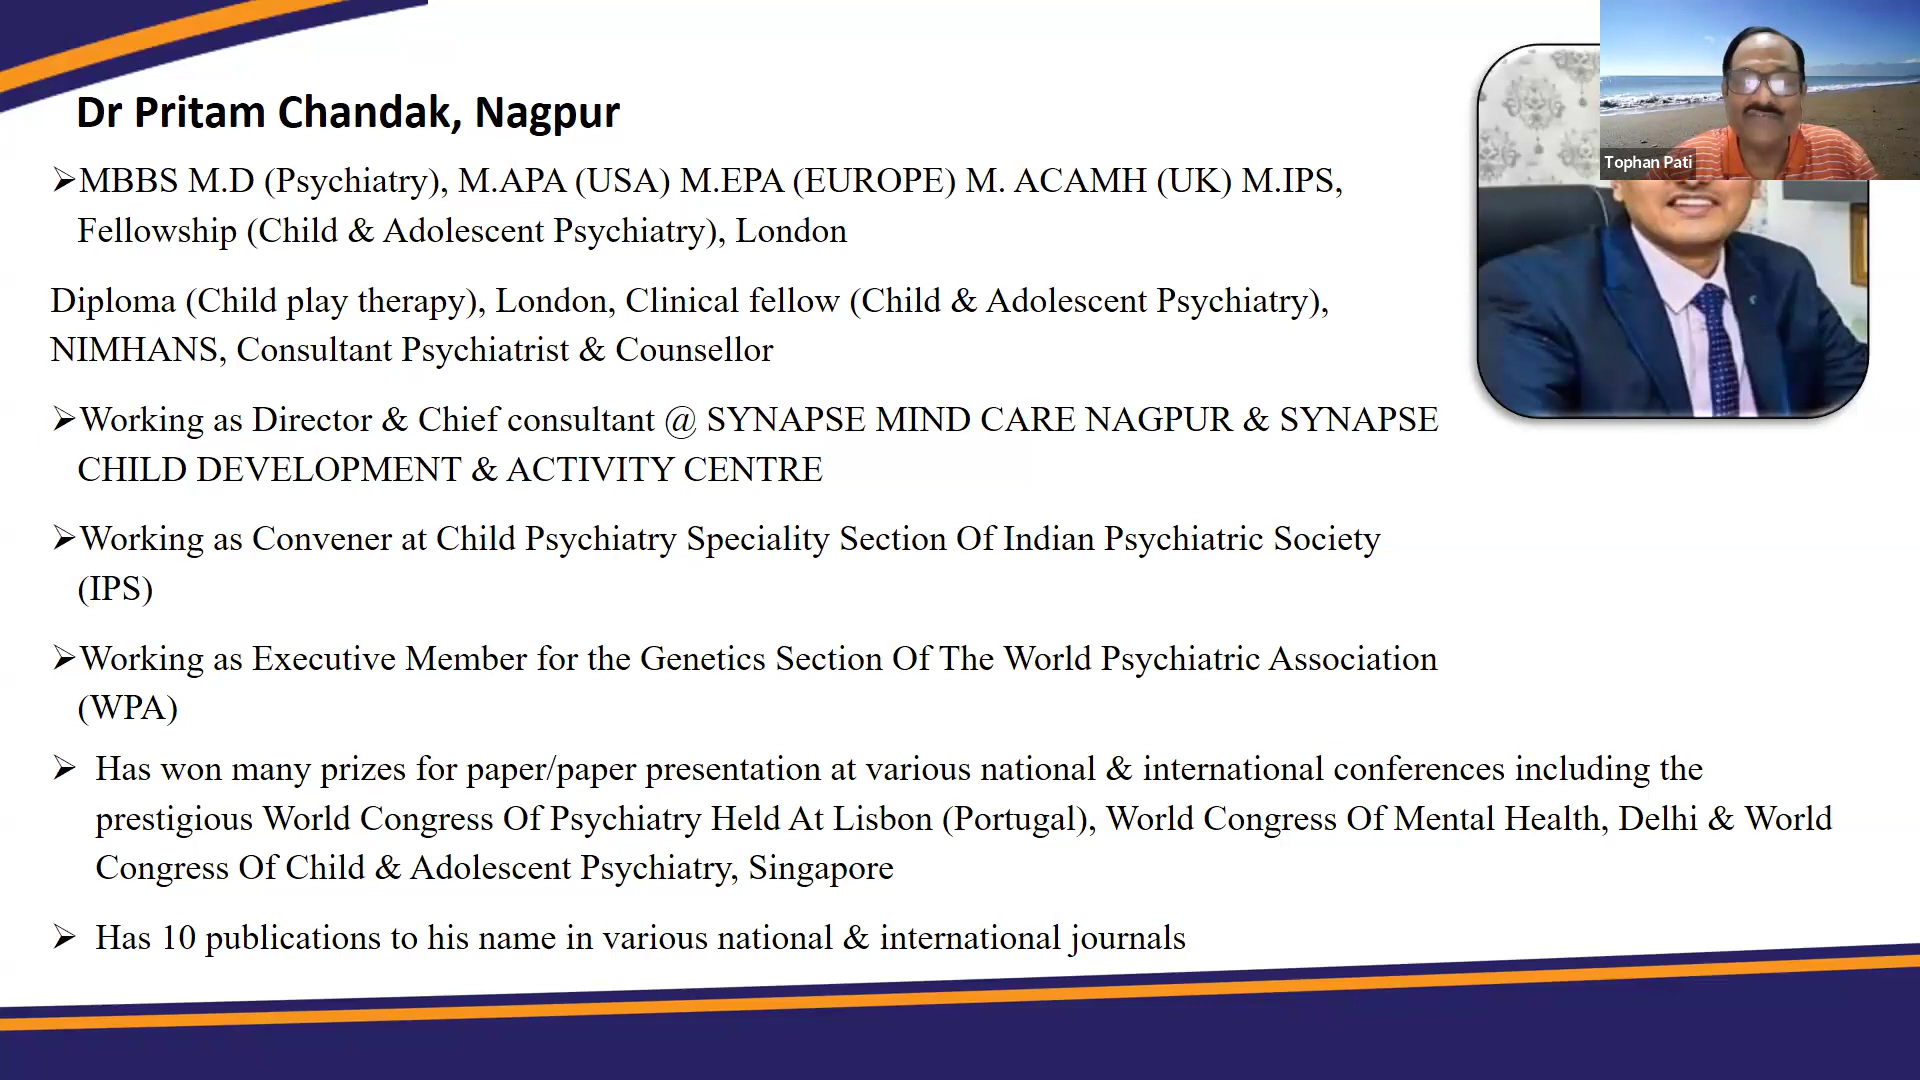 Dr Pritam Chandak, Nagpur
Tophan Pati
➢MBBS M.D (Psychiatry), M.APA (USA) M.EPA (EUROPE) M. ACAMH (UK) M.IPS,
Fellowship (Child & Adolescent Psychiatry), London
Diploma (Child play therapy), London, Clinical fellow (Child & Adolescent Psychiatry),
NIMHANS, Consultant Psychiatrist & Counsellor
➢Working as Director & Chief consultant @ SYNAPSE MIND CARE NAGPUR & SYNAPSE
CHILD DEVELOPMENT & ACTIVITY CENTRE
➢Working as Convener at Child Psychiatry Speciality Section Of Indian Psychiatric Society
(IPS)
➢Working as Executive Member for the Genetics Section Of The World Psychiatric Association
(WPA)
➢ Has won many prizes for paper/paper presentation at various national & international conferences including the
prestigious World Congress Of Psychiatry Held At Lisbon (Portugal), World Congress Of Mental Health, Delhi & World
Congress Of Child & Adolescent Psychiatry, Singapore
➢ Has 10 publications to his name in various national & international journals